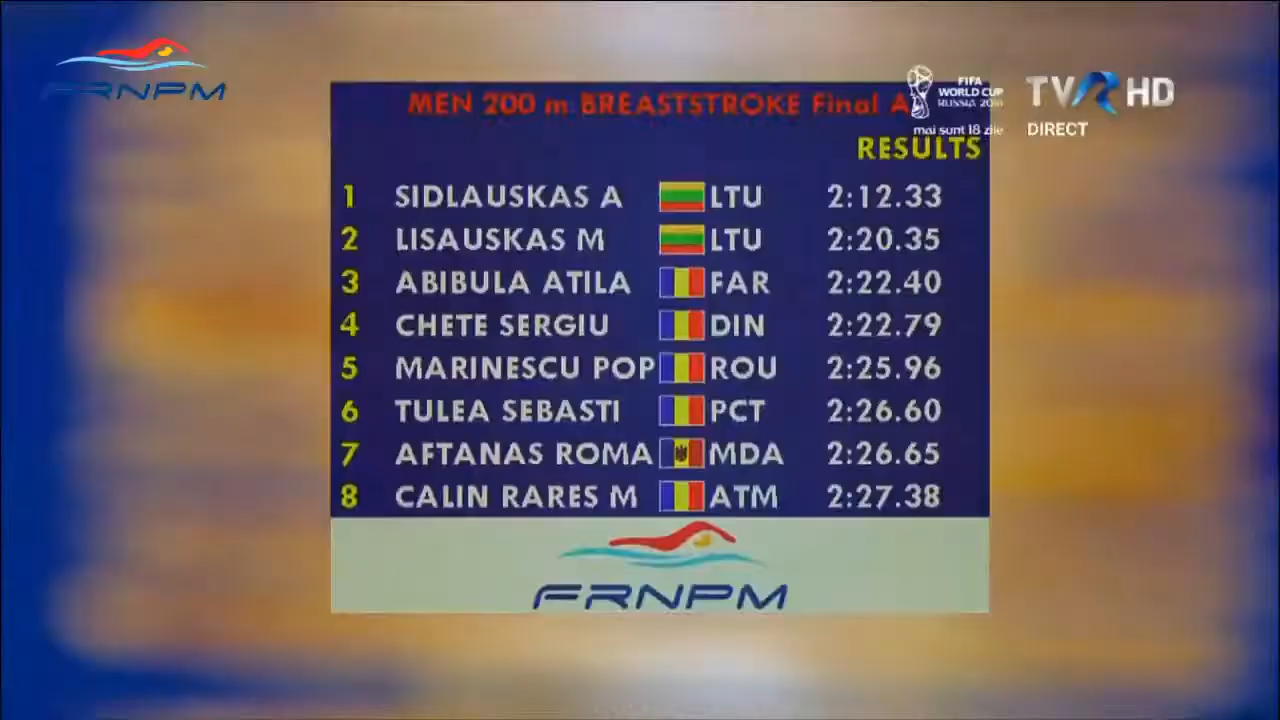 FRNPM
FIFA
WORLD CUP
RUSSIA 2018
TVR HD
mai sunt 18 zile
DIRECT
MEN 200 m BREASTSTROKE Final A
RESULTS
1 SIDLAUSKAS A LTU 2:12.33
2 LISAUSKAS M LTU 2:20.35
3 ABIBULA ATILA FAR 2:22.40
4 CHETE SERGIU DIN 2:22.79
5 MARINESCU POP ROU 2:25.96
6 TULEA SEBASTI PCT 2:26.60
7 AFTANAS ROMA MDA 2:26.65
8 CALIN RARES M ATM 2:27.38
FRNPM